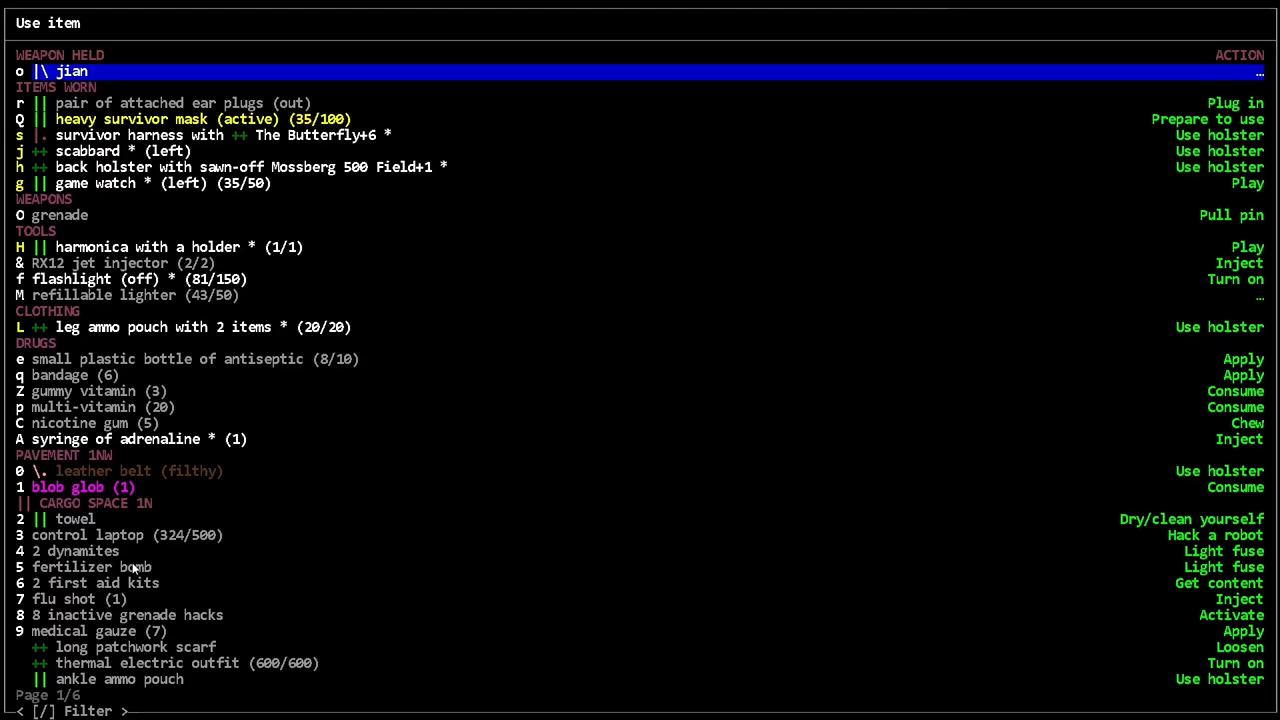 Use item
WEAPON HELD ACTION
o |\ jian …
ITEMS WORN
r || pair of attached ear plugs (out) Plug in
Q || heavy survivor mask (active) (35/100) Prepare to use
s |. survivor harness with ++ The Butterfly+6 * Use holster
j ++ scabbard * (left) Use holster
h ++ back holster with sawn-off Mossberg 500 Field+1 * Use holster
g || game watch * (left) (35/50) Play
WEAPONS
O grenade Pull pin
TOOLS
H || harmonica with a holder * (1/1) Play
& RX12 jet injector (2/2) Inject
f flashlight (off) * (81/150) Turn on
M refillable lighter (43/50) …
CLOTHING
L ++ leg ammo pouch with 2 items * (20/20) Use holster
DRUGS
e small plastic bottle of antiseptic (8/10) Apply
q bandage (6) Apply
Z gummy vitamin (3) Consume
p multi-vitamin (20) Consume
C nicotine gum (5) Chew
A syringe of adrenaline * (1) Inject
PAVEMENT 1NW
0 \. leather belt (filthy) Use holster
1 blob glob (1) Consume
|| CARGO SPACE 1N
2 || towel Dry/clean yourself
3 control laptop (324/500) Hack a robot
4 2 dynamites Light fuse
5 fertilizer bomb Light fuse
6 2 first aid kits Get content
7 flu shot (1) Inject
8 8 inactive grenade hacks Activate
9 medical gauze (7) Apply
++ long patchwork scarf Loosen
++ thermal electric outfit (600/600) Turn on
|| ankle ammo pouch Use holster
Page 1/6
< [/] Filter >